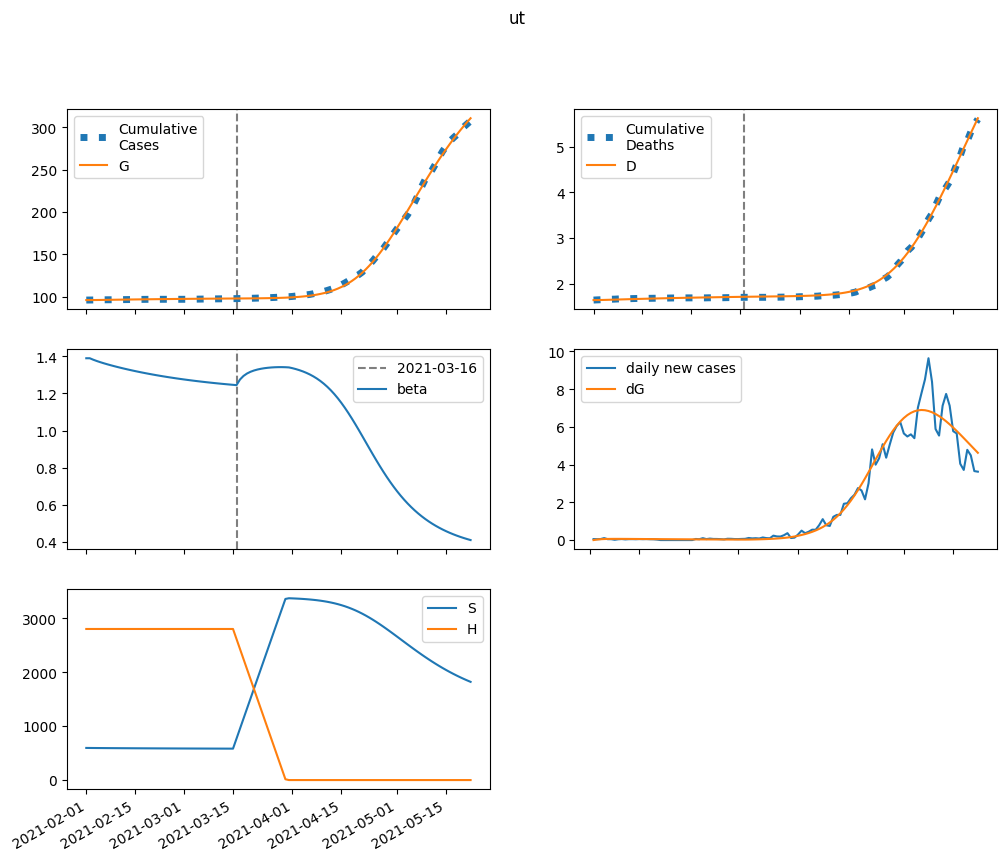 ut
300
250
200
150
100
Cumulative
Cases
G
5
4
3
2
Cumulative
Deaths
D
1.4
1.2
1.0
0.8
0.6
0.4
2021-03-16
beta
10
8
6
4
2
0
daily new cases
dG
3000
2000
1000
0
S
H
2021-02-01
2021-02-15
2021-03-01
2021-03-15
2021-04-01
2021-04-15
2021-05-01
2021-05-15